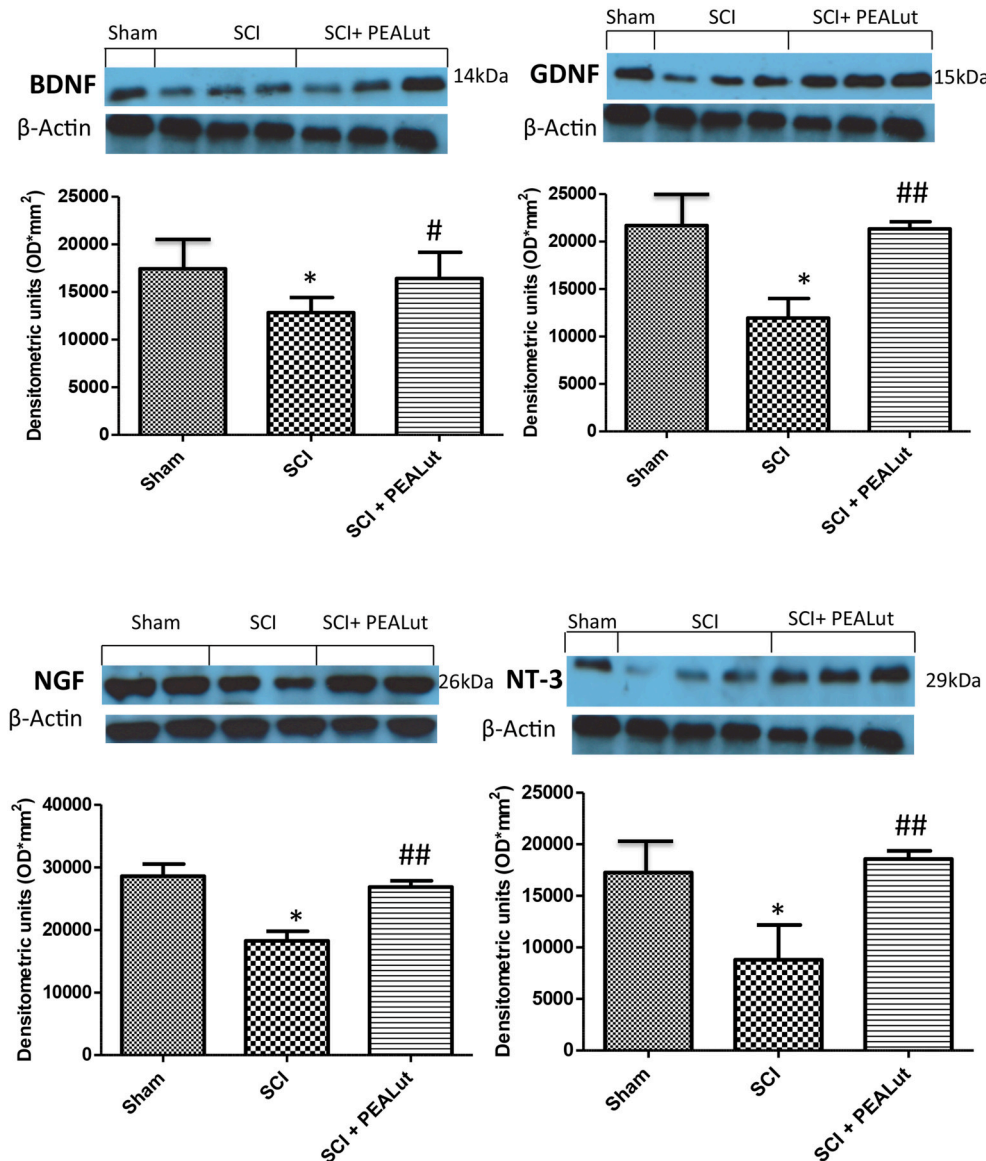 Sham SCI SCI+ PEALut
BDNF 14kDa
β-Actin
Densitometric units (OD*mm²)
25000
20000
15000
10000
5000
0
*
#
Sham
SCI
SCI + PEALut
Sham SCI SCI+ PEALut
GDNF 15kDa
β-Actin
Densitometric units (OD*mm²)
25000
20000
15000
10000
5000
0
*
##
Sham
SCI
SCI + PEALut
Sham SCI SCI+ PEALut
NGF 26kDa
β-Actin
Densitometric units (OD*mm²)
40000
30000
20000
10000
0
*
##
Sham
SCI
SCI + PEALut
Sham SCI SCI+ PEALut
NT-3 29kDa
β-Actin
Densitometric units (OD*mm²)
25000
20000
15000
10000
5000
0
*
##
Sham
SCI
SCI + PEALut